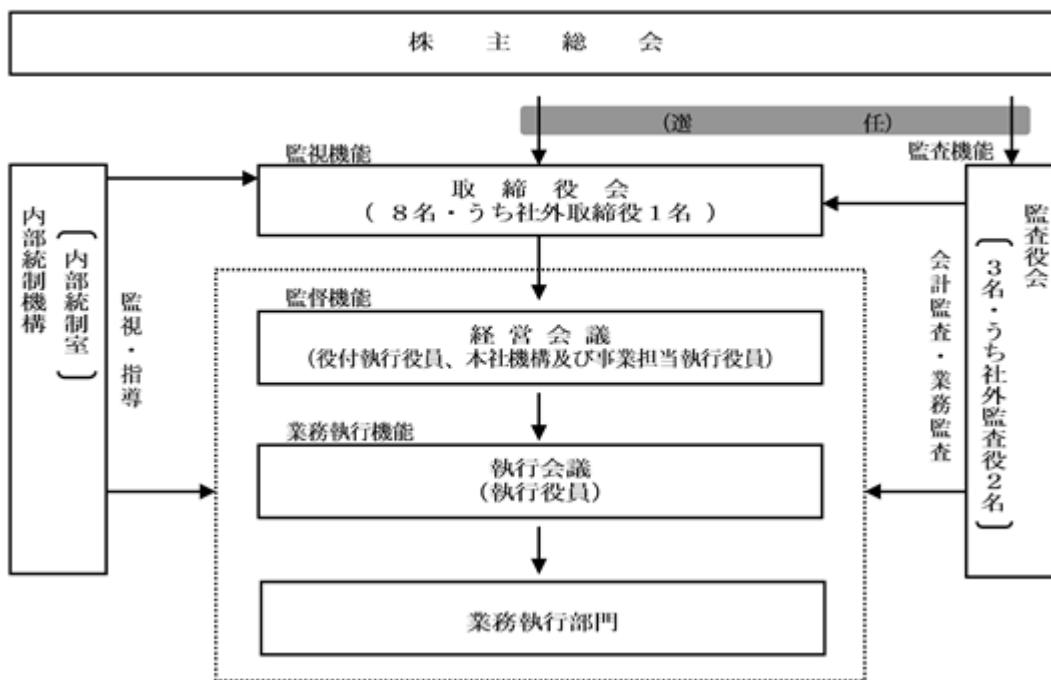 株 主 総 会
(選 任)
監視機能
監査機能
取 締 役 会
( 8名・うち社外取締役1名 )
内部統制機構
〔内部統制室〕
監視・指導
監督機能
経 営 会 議
(役付執行役員、本社機構及び事業担当執行役員)
業務執行機能
執行会議
(執行役員)
業務執行部門
会計監査・業務監査
監査役会
〔3名・うち社外監査役2名〕